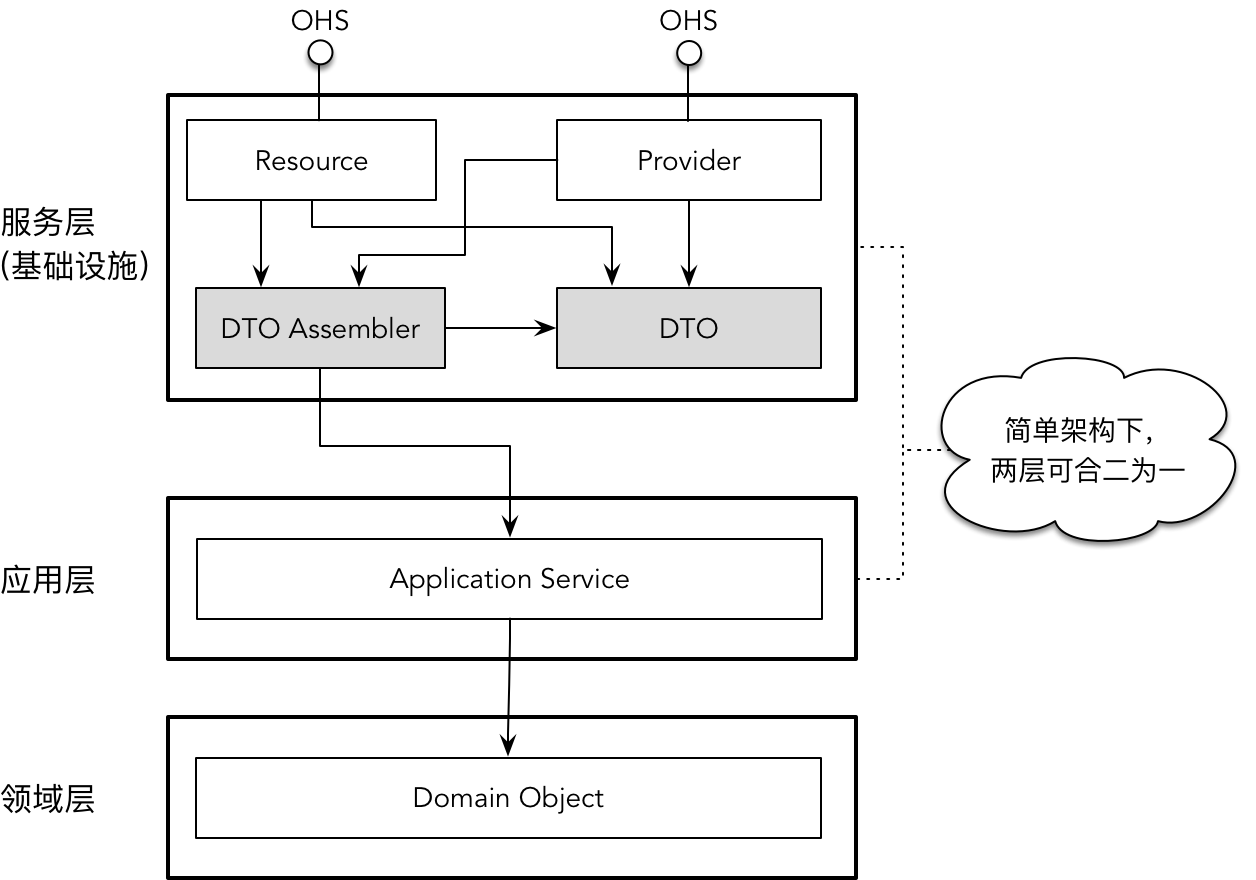 OHS
OHS
Resource
Provider
服务层
(基础设施)
DTO Assembler
DTO
简单架构下,
两层可合二为一
应用层
Application Service
领域层
Domain Object